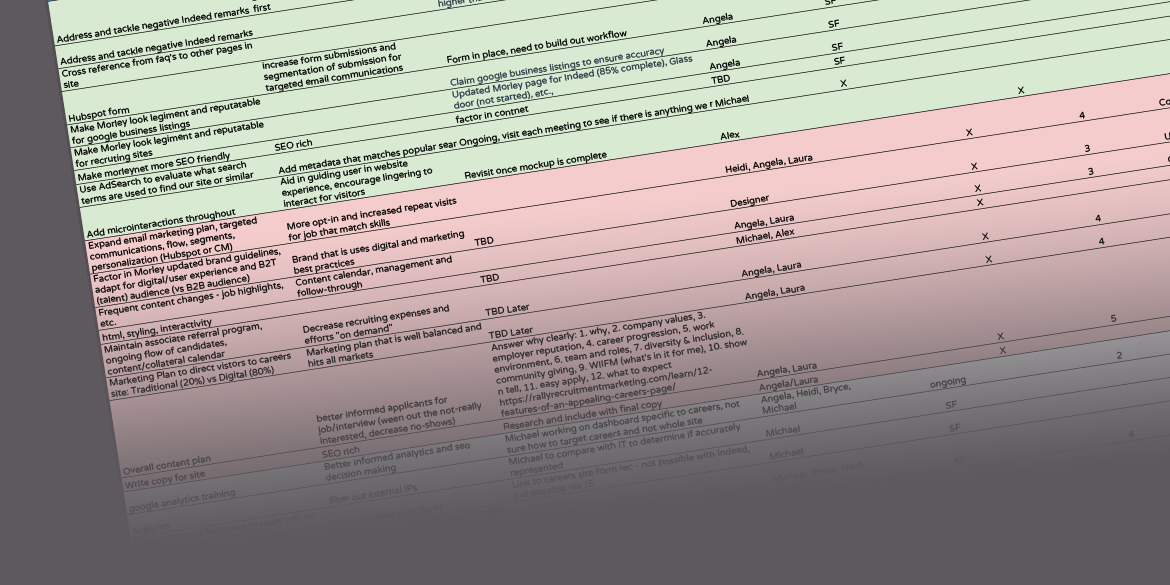 Address and tackle negative Indeed remarks first
Angela
SF
Address and tackle negative Indeed remarks
Cross reference from faq's to other pages in
site
Increase form submissions and
segmentation of submission for
targeted email communications
Form in place, need to build out workflow
Angela
SF
Hubspot form
Claim google business listings to ensure accuracy
Angela
SF
Make Morley look legiment and reputatable
for google business listings
Updated Morley page for Indeed (85% complete), Glass
door (not started), etc.,
TBD
SF
Make Morley look legiment and reputatable
for recruting sites
factor in contnet
X
Make morleynet more SEO friendly
SEO rich
Use AdSearch to evaluate what search
terms are used to find our site or similar
Add metadata that matches popular sear Ongoing, visit each meeting to see if there is anything we r Michael
X
Aid in guiding user in website
experience, encourage lingering to
interact for visitors
Revisit once mockup is complete
Alex
X
4
Add microinteractions throughout
Expand email marketing plan, targeted
communications, flow, segments,
personalization (Hubspot or CM)
More opt-in and increased repeat visits
for job that match skills
Heidi, Angela, Laura
X
3
Factor in Morley updated brand guidelines,
adapt for digital/user experience and B2T
(talent) audience (vs B2B audience)
Brand that is uses digital and marketing
best practices
TBD
Designer
X
3
Frequent content changes - job highlights,
etc.
Content calendar, management and
follow-through
TBD
Angela, Laura
X
html, styling, interactivity
Michael, Alex
4
Maintain associate referral program,
ongoing flow of candidates,
content/collateral calendar
Decrease recruiting expenses and
efforts "on demand"
TBD Later
Angela, Laura
X
4
Marketing Plan to direct vistors to careers
site: Traditional (20%) vs Digital (80%)
Marketing plan that is well balanced and
hits all markets
TBD Later
Angela, Laura
X
Overall content plan
better informed applicants for
job/interview (ween out the not-really
interested, decrease no-shows)
Answer why clearly: 1. why, 2. company values, 3.
employer reputation, 4. career progression, 5. work
environment, 6. team and roles, 7. diversity & inclusion, 8.
community giving, 9. WIIFM (what's in it for me), 10. show
n tell, 11. easy apply, 12. what to expect
https://rallyrecruitmentmarketing.com/learn/12-
features-of-an-appealing-careers-page/
Angela, Laura
X
5
Write copy for site
SEO rich
Research and include with final copy
Angela/Laura
X
google analytics training
Better informed analytics and seo
decision making
Michael working on dashboard specific to careers, not
sure how to target careers and not whole site
Angela, Heidi, Bryce,
Michael
ongoing
2
analytics
filter out internal IPs
Michael to compare with IT to determine if accurately
represented
Michael
SF
Link to careers site form rec - not possible with Indeed,
but possible via JS
Michael
SF